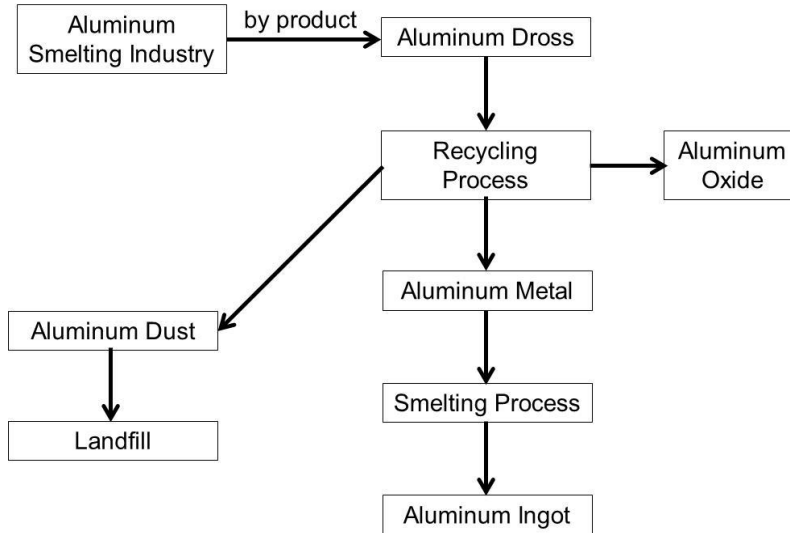 Aluminum
Smelting Industry
by product
Aluminum Dross
Recycling
Process
Aluminum
Oxide
Aluminum Metal
Aluminum Dust
Smelting Process
Landfill
Aluminum Ingot